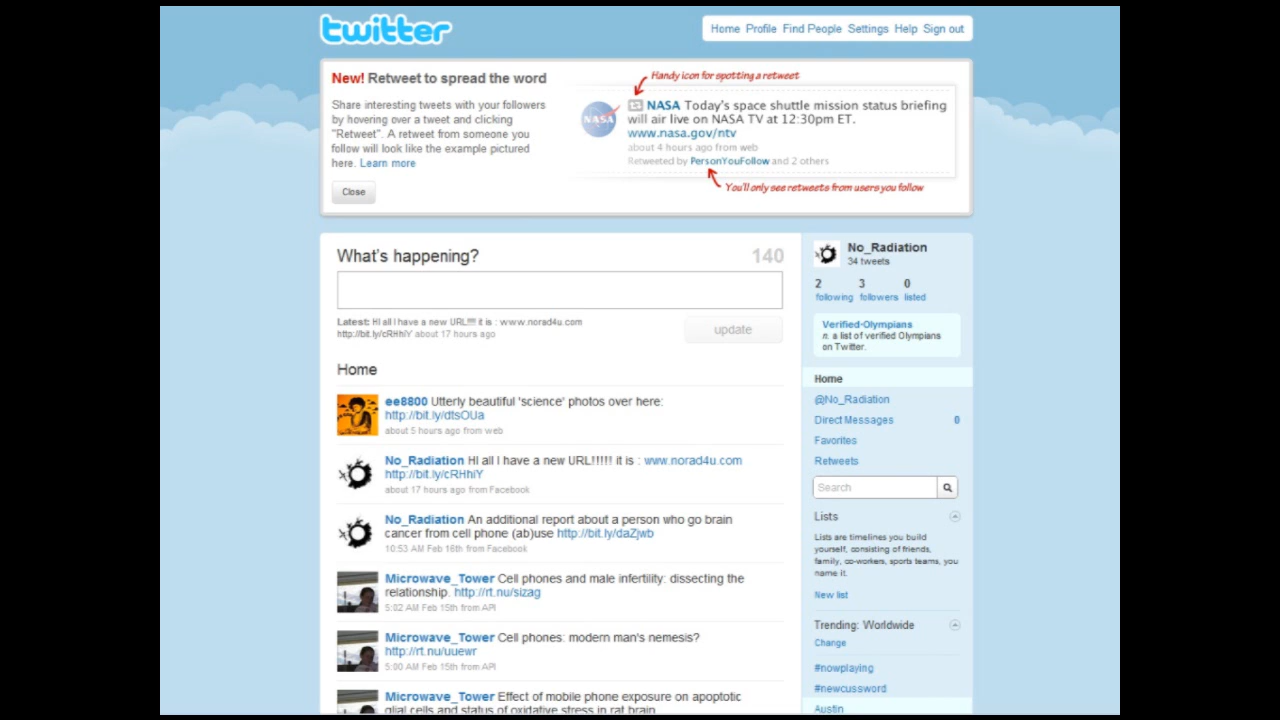 twitter
Home Profile Find People Settings Help Sign out
New! Retweet to spread the word
Share interesting tweets with your followers
by hovering over a tweet and clicking
"Retweet". A retweet from someone you
follow will look like the example pictured
here. Learn more
Close
Handy icon for spotting a retweet
NASA
NASA Today's space shuttle mission status briefing
will air live on NASA TV at 12:30pm ET.
www.nasa.gov/ntv
about 4 hours ago from web
Retweeted by PersonYouFollow and 2 others
You'll only see retweets from users you follow
What's happening? 140
Latest: HI all I have a new URL!!!!! it is : www.norad4u.com
http://bit.ly/cRHhiY about 17 hours ago
update
Home
ee8800 Utterly beautiful 'science' photos over here:
http://bit.ly/dtsOUa
about 5 hours ago from web
No_Radiation HI all I have a new URL!!!!! it is : www.norad4u.com
http://bit.ly/cRHhiY
about 17 hours ago from Facebook
No_Radiation An additional report about a person who go brain
cancer from cell phone (ab)use http://bit.ly/daZjwb
10:53 AM Feb 16th from Facebook
Microwave_Tower Cell phones and male infertility: dissecting the
relationship. http://rt.nu/sizag
5:02 AM Feb 15th from API
Microwave_Tower Cell phones: modern man's nemesis?
http://rt.nu/uuewr
5:00 AM Feb 15th from API
Microwave_Tower Effect of mobile phone exposure on apoptotic
glial cells and status of oxidative stress in rat brain
No_Radiation
34 tweets
2 3 0
following followers listed
Verified-Olympians
n. a list of verified Olympians
on Twitter.
Home
@No_Radiation
Direct Messages 0
Favorites
Retweets
Search
Lists
Lists are timelines you build
yourself, consisting of friends,
family, co-workers, sports teams, you
name it.
New list
Trending: Worldwide
Change
#nowplaying
#newcussword
Austin